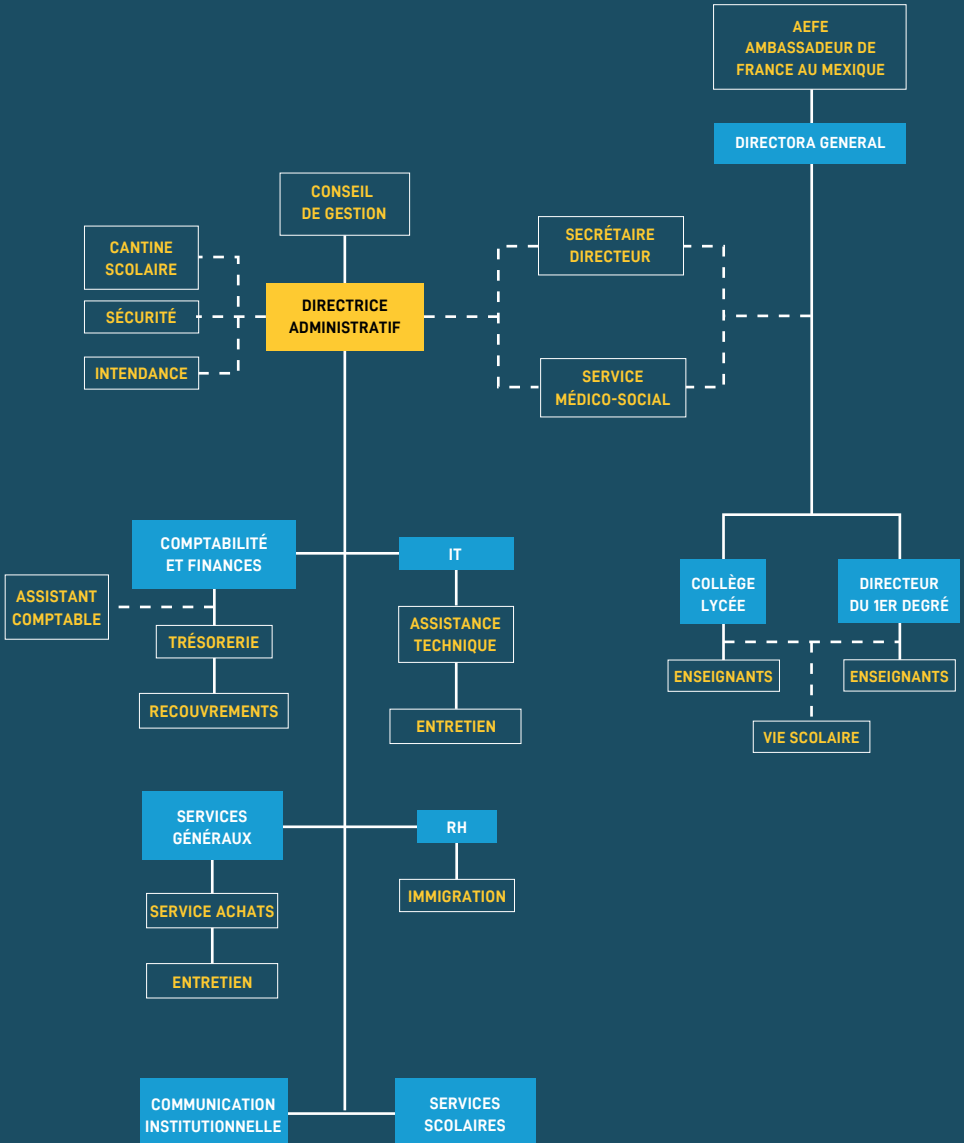 AEFE
AMBASSADEUR DE
FRANCE AU MEXIQUE
DIRECTORA GENERAL
CONSEIL
DE GESTION
CANTINE
SCOLAIRE
SÉCURITÉ
INTENDANCE
DIRECTRICE
ADMINISTRATIF
SECRÉTAIRE
DIRECTEUR
SERVICE
MÉDICO-SOCIAL
COMPTABILITÉ
ET FINANCES
IT
ASSISTANT
COMPTABLE
TRÉSORERIE
RECOUVREMENTS
ASSISTANCE
TECHNIQUE
ENTRETIEN
COLLÈGE
LYCÉE
DIRECTEUR
DU 1ER DEGRÉ
ENSEIGNANTS
ENSEIGNANTS
VIE SCOLAIRE
SERVICES
GÉNÉRAUX
RH
SERVICE ACHATS
IMMIGRATION
ENTRETIEN
COMMUNICATION
INSTITUTIONNELLE
SERVICES
SCOLAIRES